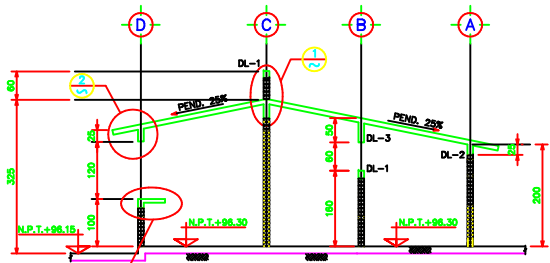 D
C
B
A
DL-1
1
2
PEND. 25%
PEND. 25%
60
325
25
120
100
50
60
160
DL-3
DL-1
DL-2
25
200
N.P.T.+96.15
N.P.T.+96.30
N.P.T.+96.30